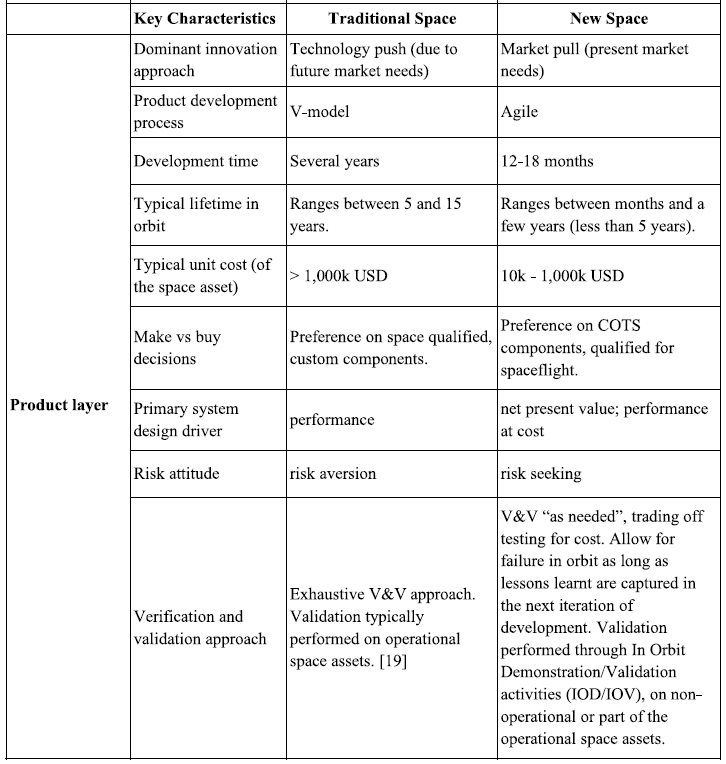 Key Characteristics
Traditional Space
New Space
Product layer
Dominant innovation
approach
Technology push (due to
future market needs)
Market pull (present market
needs)
Product development
process
V-model
Agile
Development time
Several years
12-18 months
Typical lifetime in
orbit
Ranges between 5 and 15
years.
Ranges between months and a
few years (less than 5 years).
Typical unit cost (of
the space asset)
> 1,000k USD
10k - 1,000k USD
Make vs buy
decisions
Preference on space qualified,
custom components.
Preference on COTS
components, qualified for
spaceflight.
Primary system
design driver
performance
net present value; performance
at cost
Risk attitude
risk aversion
risk seeking
Verification and
validation approach
Exhaustive V&V approach.
Validation typically
performed on operational
space assets. [19]
V&V “as needed”, trading off
testing for cost. Allow for
failure in orbit as long as
lessons learnt are captured in
the next iteration of
development. Validation
performed through In Orbit
Demonstration/Validation
activities (IOD/IOV), on non-
operational or part of the
operational space assets.